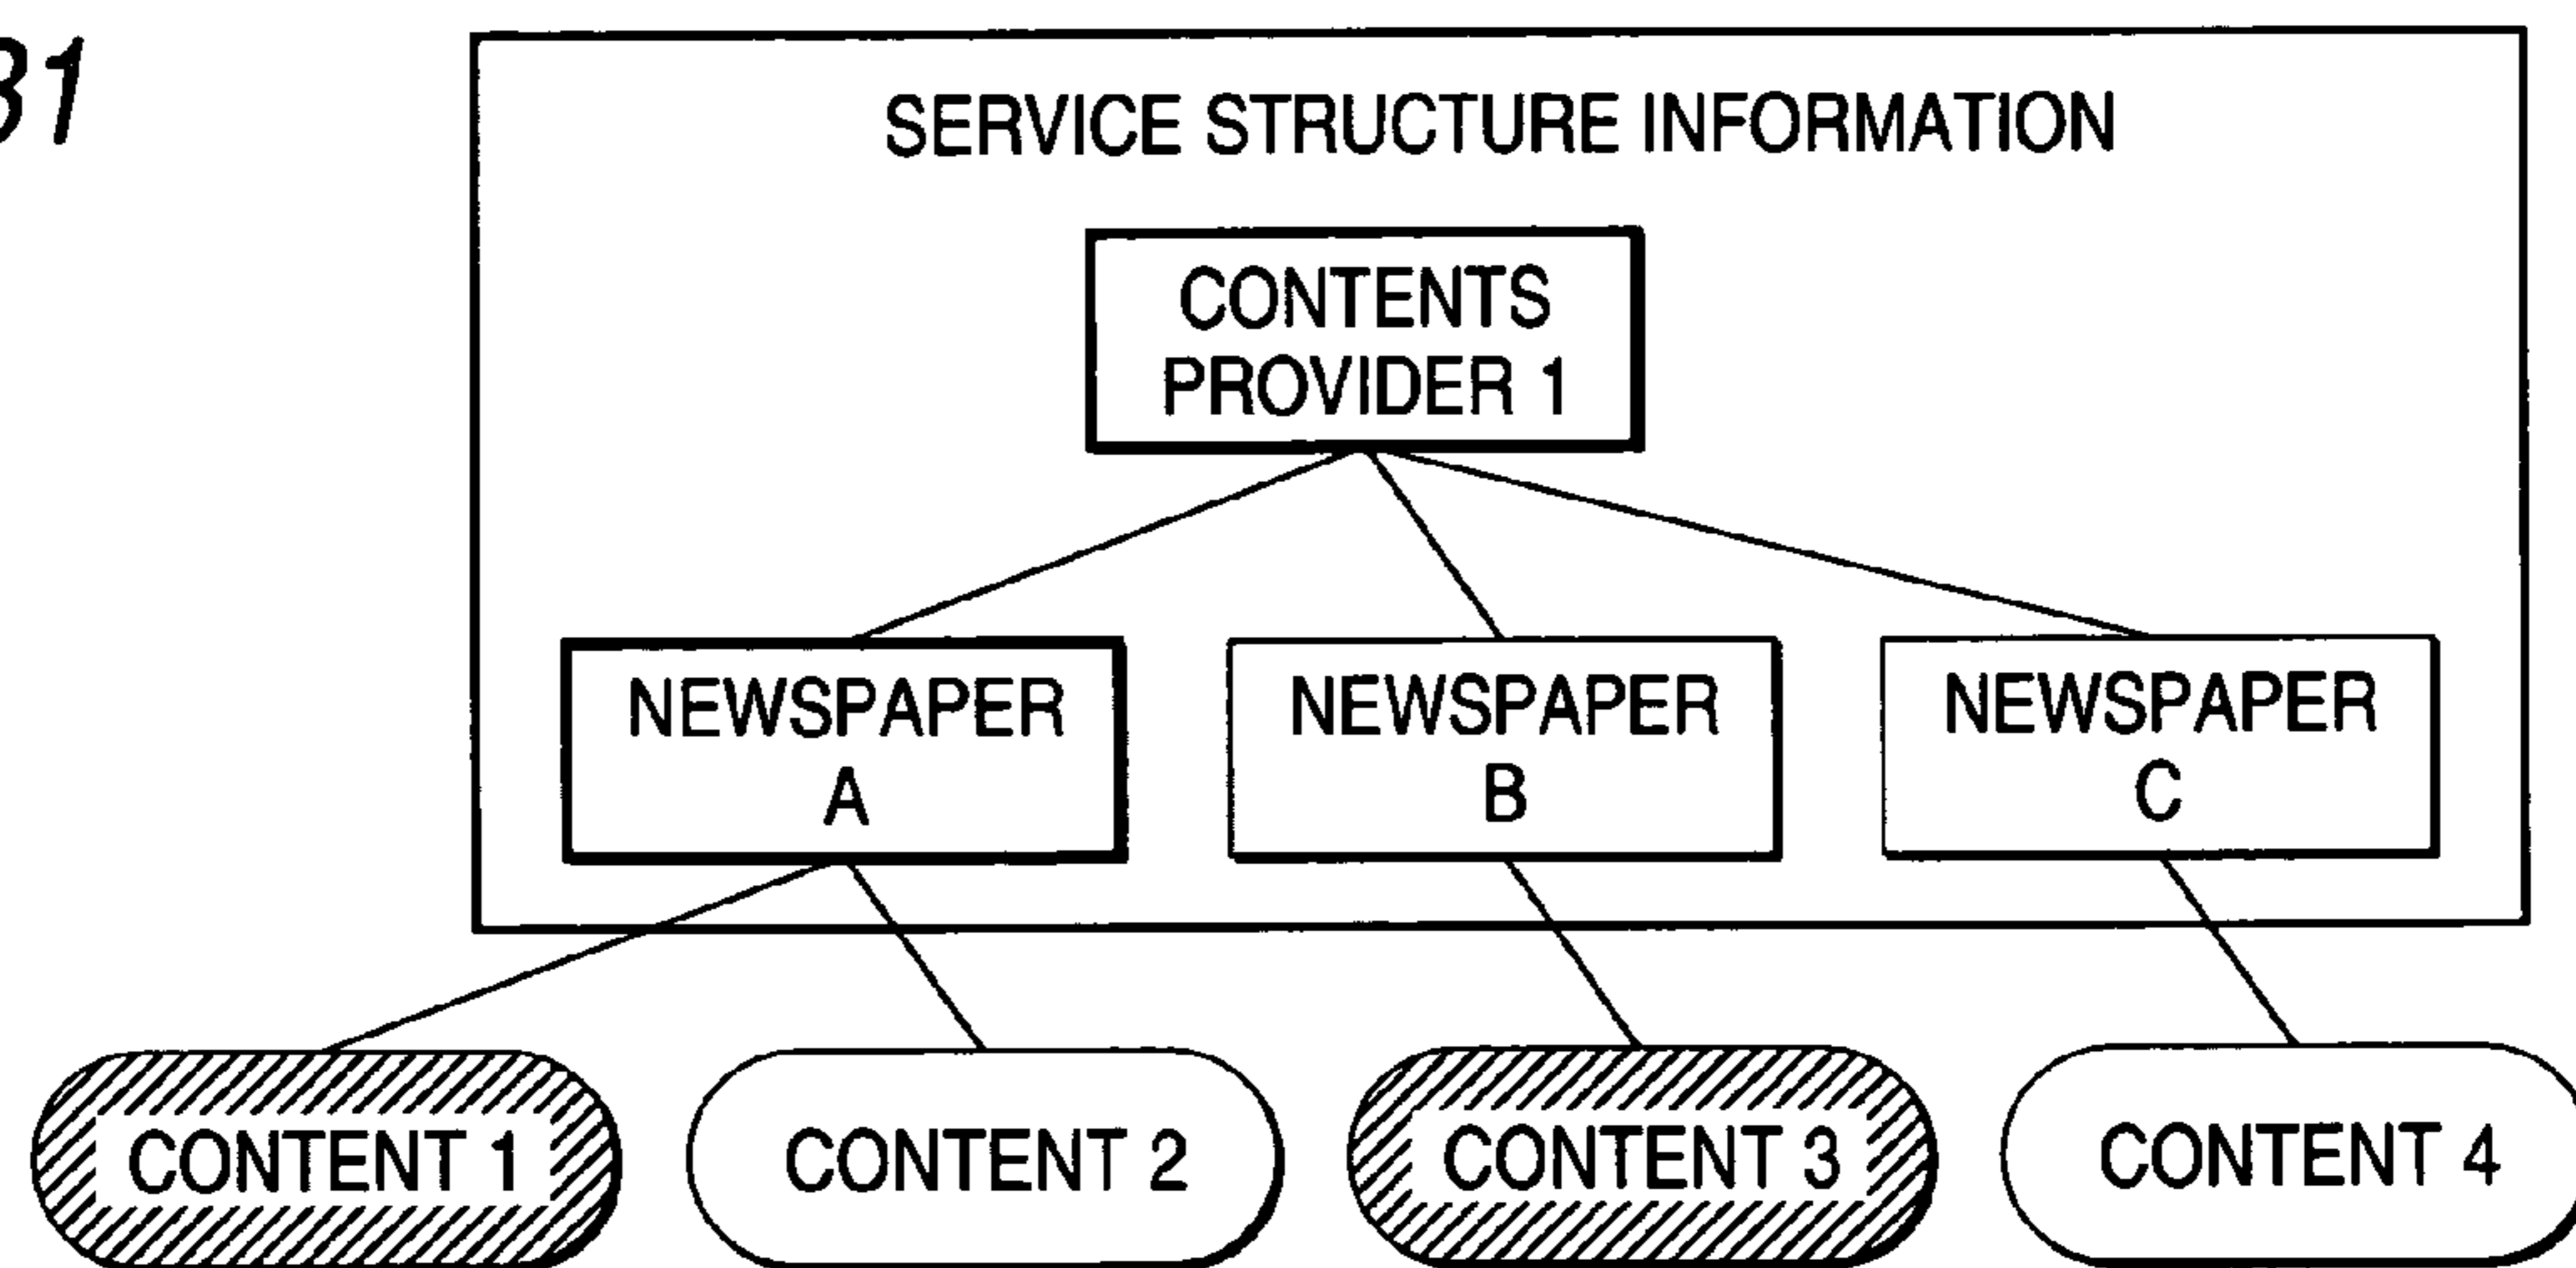 31
SERVICE STRUCTURE INFORMATION
CONTENTS
PROVIDER 1
NEWSPAPER
A
NEWSPAPER
B
NEWSPAPER
C
CONTENT 1
CONTENT 2
CONTENT 3
CONTENT 4